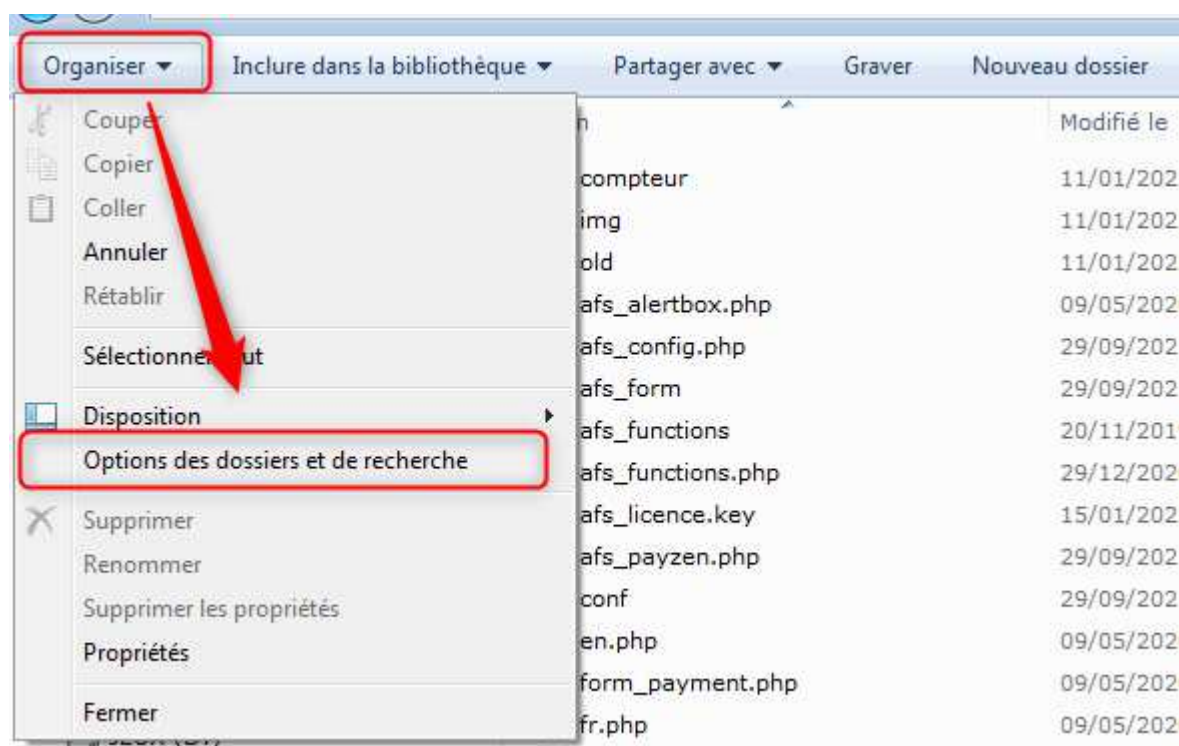 Organiser Inclure dans la bibliothèque Partager avec Graver Nouveau dossier
Couper
Copier
Coller
Annuler
Rétablir
Disposition
Options des dossiers et de recherche
Supprimer
Renommer
Supprimer les propriétés
Propriétés
Fermer
Modifié le
compteur 11/01/202
img 11/01/202
old 11/01/202
afs_alertbox.php 09/05/202
afs_config.php 29/09/202
afs_form 29/09/202
afs_functions 20/11/201
afs_functions.php 29/12/202
afs_licence.key 15/01/202
afs_payzen.php 29/09/202
conf 29/09/202
en.php 09/05/202
form_payment.php 09/05/202
fr.php 09/05/202